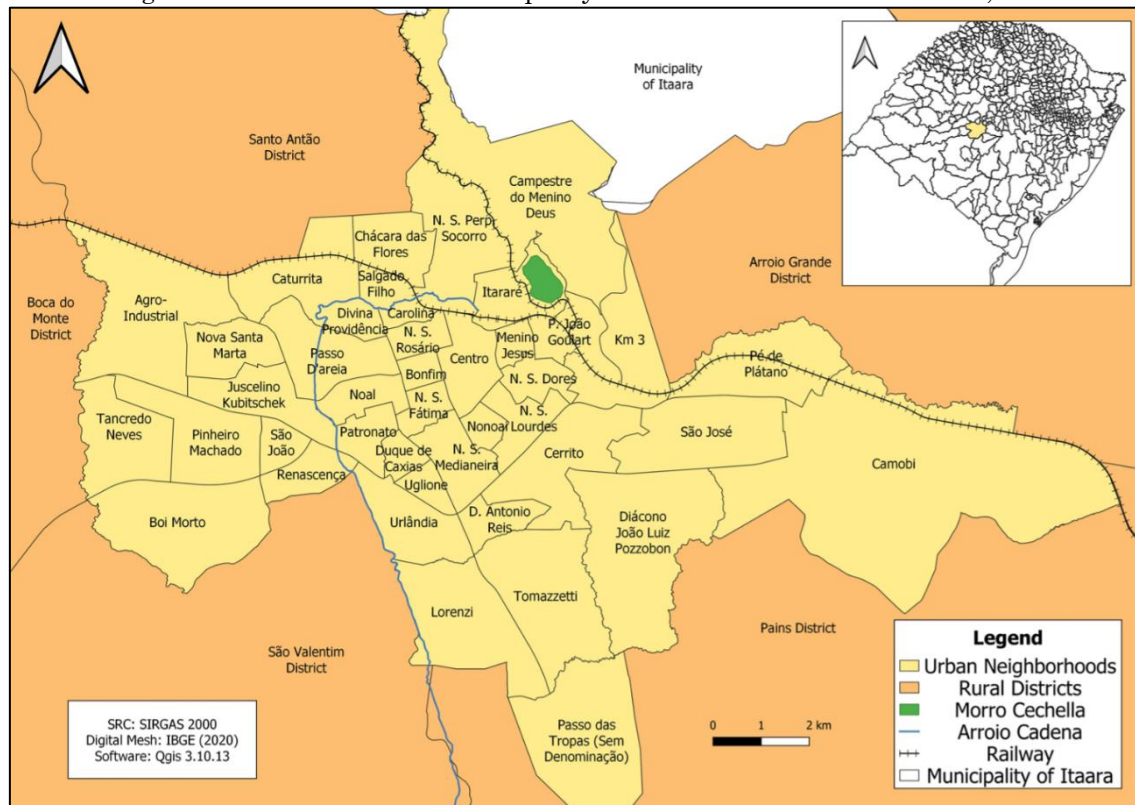 Municipality
of Itaara
Santo Antão
District
Campestre
do Menino
Deus
N. S. Perp.
Socorro
Chácara das
Flores
Arroio Grande
District
Caturrita
Salgado
Filho
Itararé
Boca do
Monte
District
Agro-
Industrial
Divina
Providência
Carolina
P. João
Goulart
Km 3
Nova Santa
Marta
Passo
D'areia
N. S.
Rosário
Centro
Menino
Jesus
Pé de
Plátano
Bonfim
N. S. Dores
Juscelino
Kubitschek
Noal
N. S.
Fátima
Tancredo
Neves
Pinheiro
Machado
São
João
Patronato
Nonoai
N. S.
Lourdes
São José
Duque de
Caxias
N. S.
Medianeira
Cerrito
Camobi
Renascença
Uglione
Boi Morto
Urlândia
D. Antonio
Reis
Diácono
João Luiz
Pozzobon
Lorenzi
Tomazzetti
São Valentim
District
Pains District
Passo das
Tropas (Sem
Denominação)
SRC: SIRGAS 2000
Digital Mesh: IBGE (2020)
Software: Qgis 3.10.13
0 1 2 km
Legend
Urban Neighborhoods
Rural Districts
Morro Cechella
Arroio Cadena
Railway
Municipality of Itaara